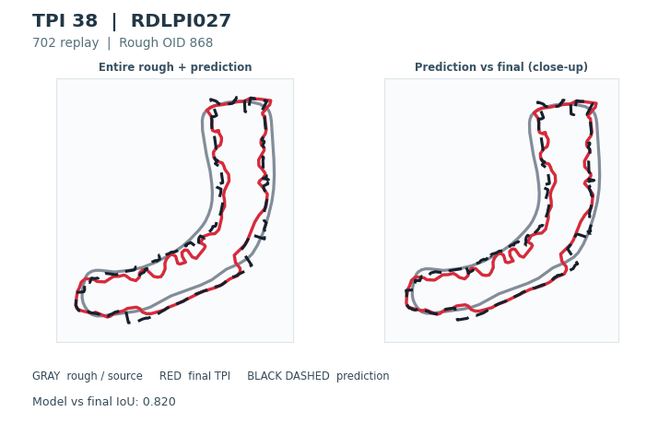 TPI 38 | RDLPI027
702 replay | Rough OID 868
Entire rough + prediction
Prediction vs final (close-up)
GRAY rough / source RED final TPI BLACK DASHED prediction
Model vs final IoU: 0.820